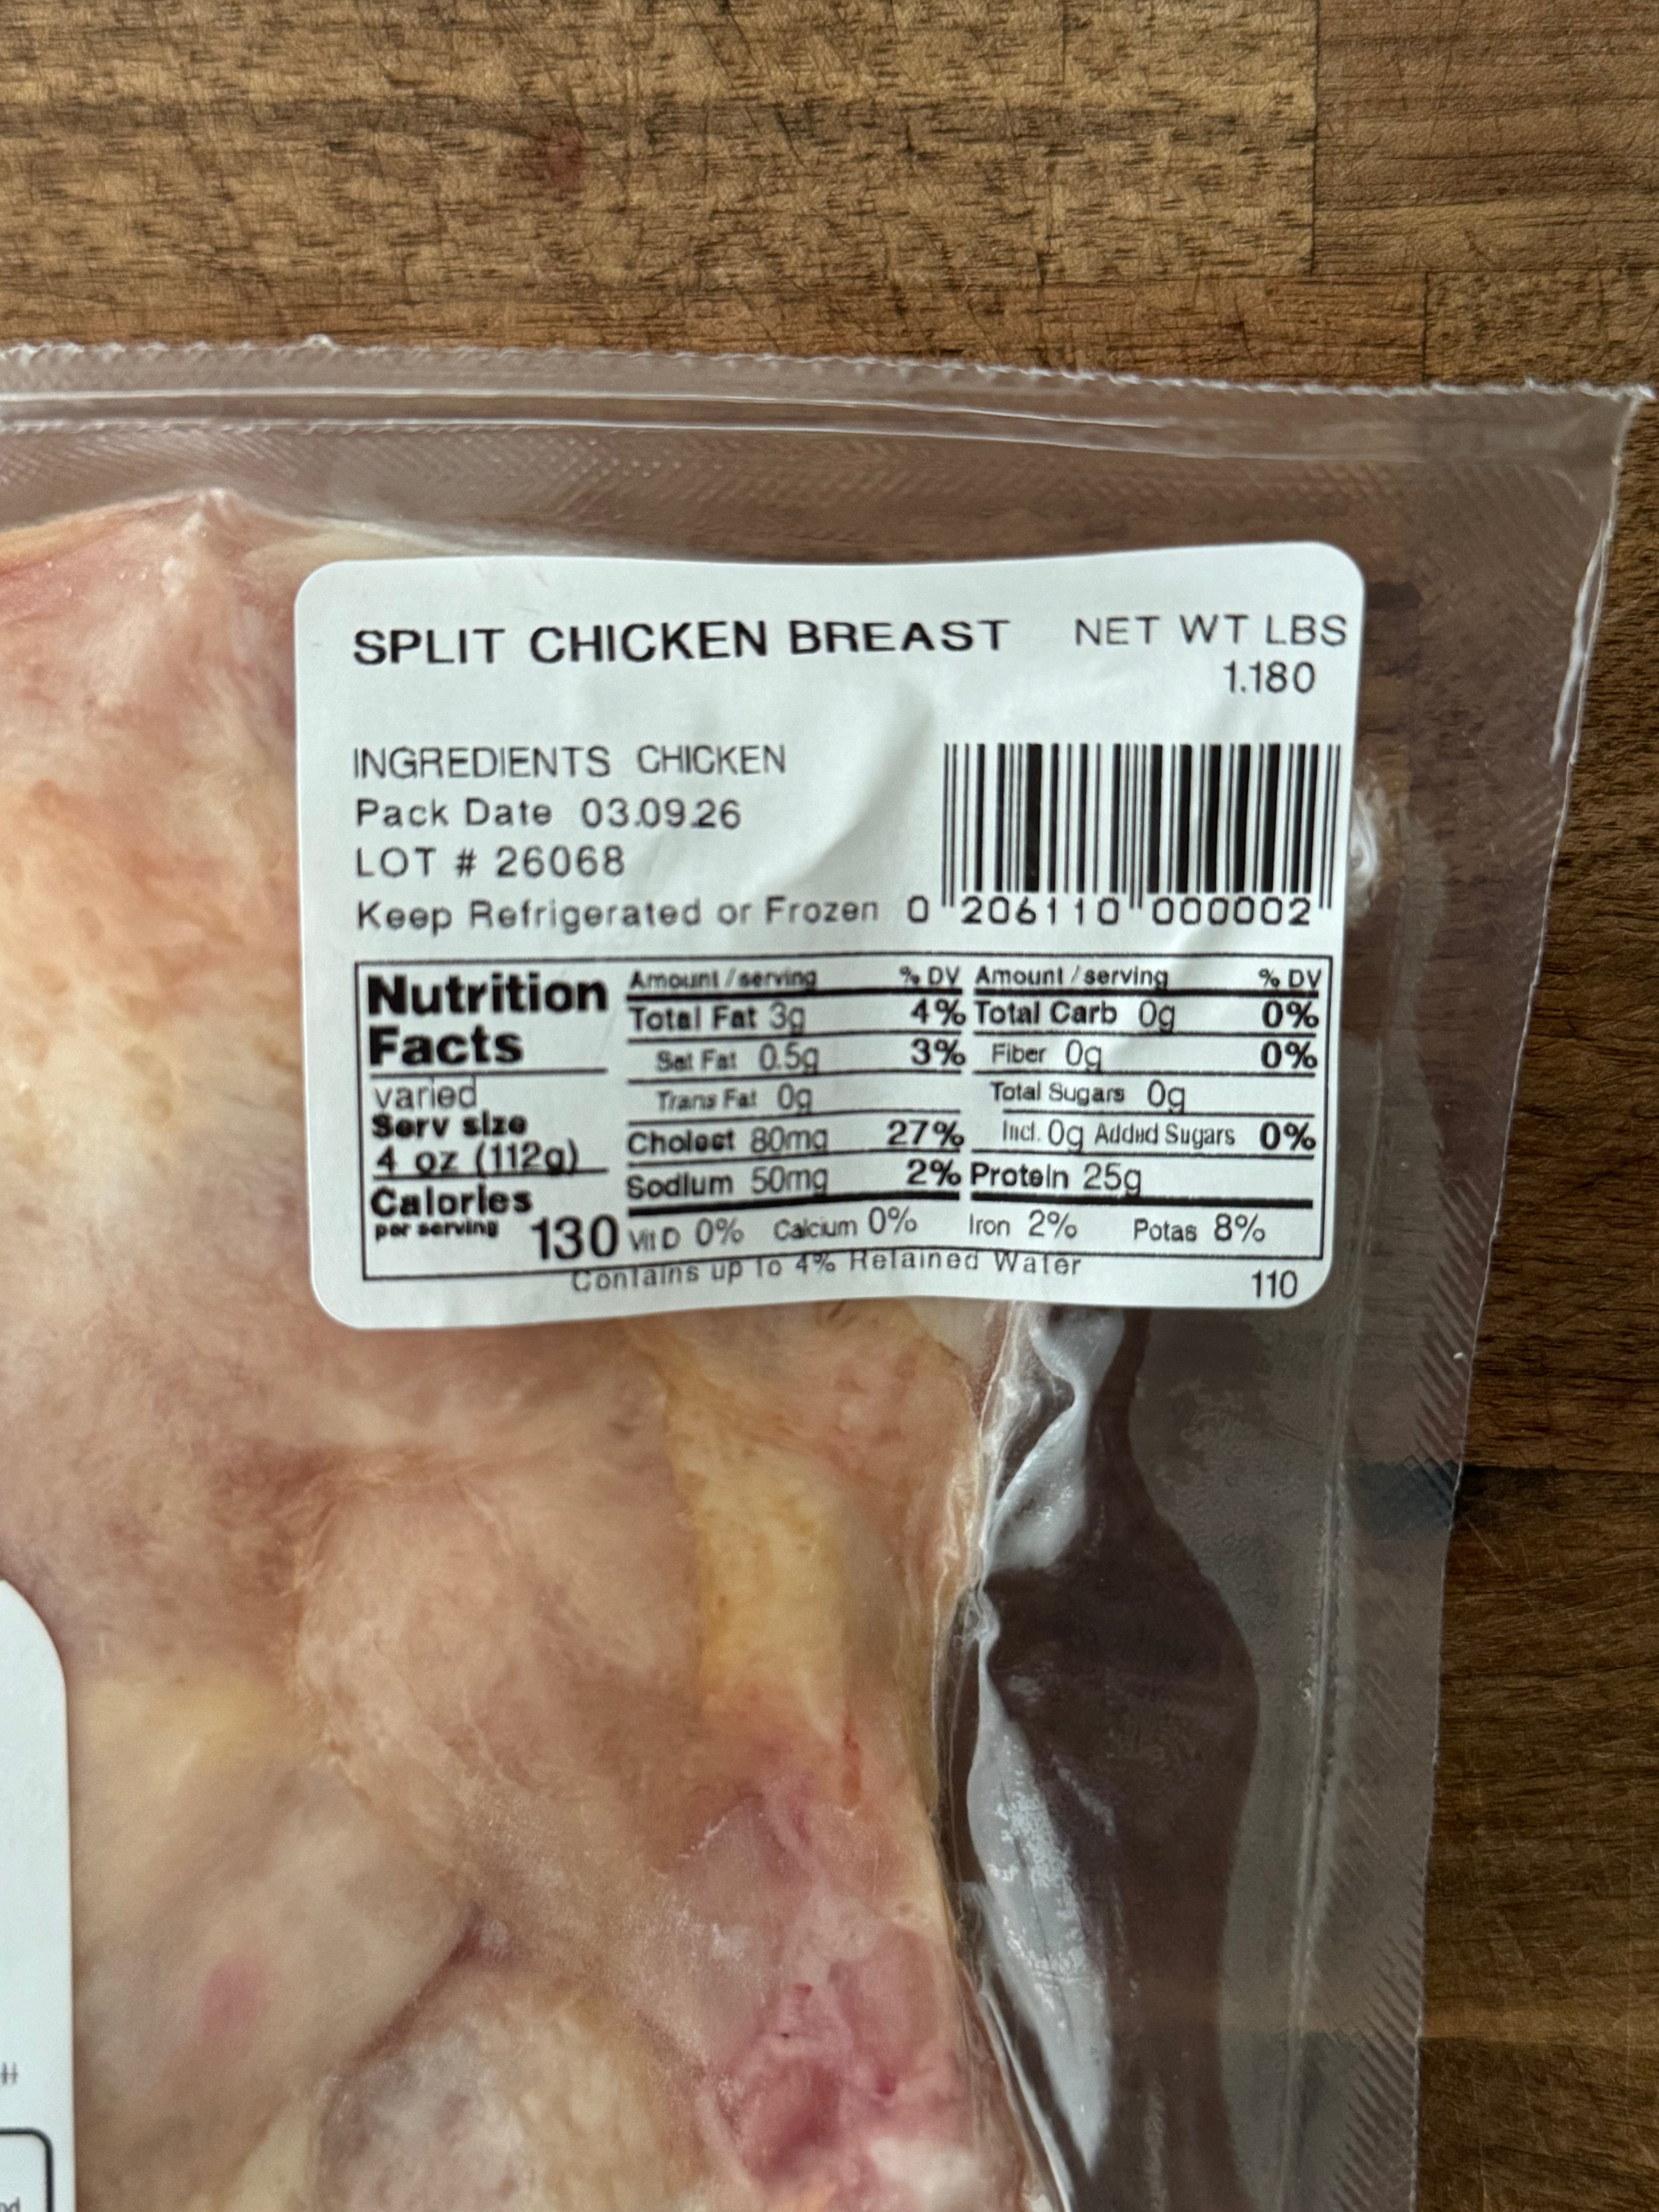 SPLIT CHICKEN BREAST NET WT LBS
1.180
INGREDIENTS CHICKEN
Pack Date 03.09.26
LOT # 26068
Keep Refrigerated or Frozen 0 206110 000002
Nutrition Facts
varied
Serv size
4 oz (112g)
Calories
per serving 130
Amount / serving % DV
Total Fat 3g 4%
Sat Fat 0.5g 3%
Trans Fat 0g
Cholest 80mg 27%
Sodium 50mg 2%
Amount / serving % DV
Total Carb 0g 0%
Fiber 0g 0%
Total Sugars 0g
Incl. 0g Added Sugars 0%
Protein 25g
Vit D 0% Calcium 0% Iron 2% Potas 8%
Contains up to 4% Retained Water
110